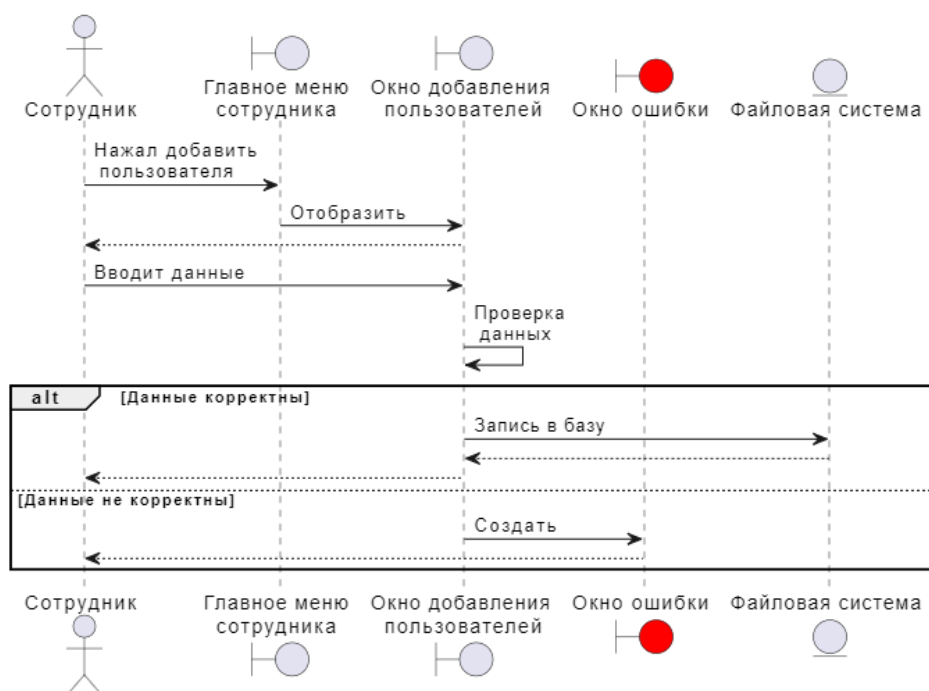 Сотрудник
Главное меню
сотрудника
Окно добавления
пользователей
Окно ошибки
Файловая система
Нажал добавить
пользователя
Отобразить
Вводит данные
Проверка
данных
alt
[Данные корректны]
Запись в базу
[Данные не корректны]
Создать
Сотрудник
Главное меню
сотрудника
Окно добавления
пользователей
Окно ошибки
Файловая система